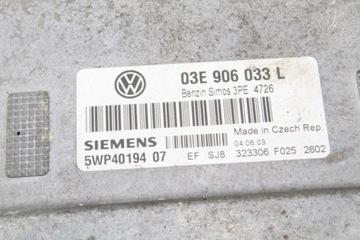 03E 906 033 L
Benzin Simos 3PE 4726
Made in Czech Rep.
SIEMENS
04.06.03
5WP40194 07
EF SJ8 323306 F025 2602